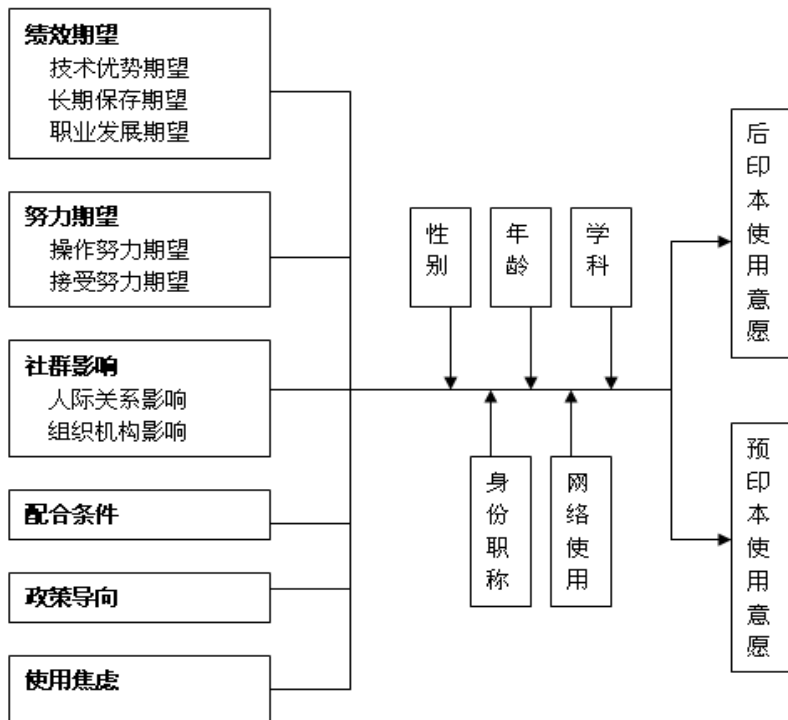 绩效期望
技术优势期望
长期保存期望
职业发展期望
努力期望
操作努力期望
接受努力期望
社群影响
人际关系影响
组织机构影响
配合条件
政策导向
使用焦虑
性别
年龄
学科
身份职称
网络使用
后印本使用意愿
预印本使用意愿